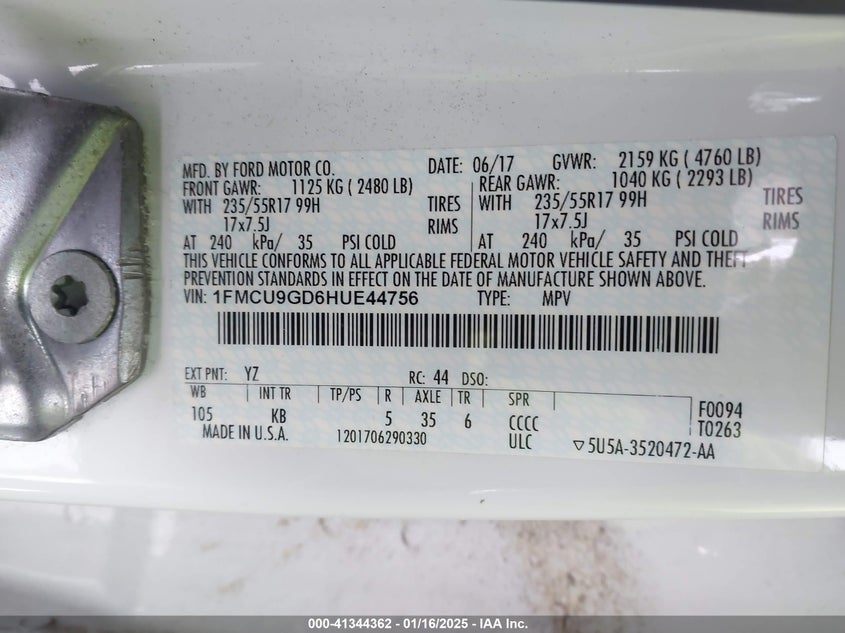 MFD. BY FORD MOTOR CO. DATE: 06/17 GVWR: 2159 KG ( 4760 LB)
FRONT GAWR: 1125 KG ( 2480 LB) REAR GAWR: 1040 KG ( 2293 LB)
WITH 235/55R17 99H TIRES WITH 235/55R17 99H TIRES
17x7.5J RIMS 17x7.5J RIMS
AT 240 kPa/ 35 PSI COLD AT 240 kPa/ 35 PSI COLD
THIS VEHICLE CONFORMS TO ALL APPLICABLE FEDERAL MOTOR VEHICLE SAFETY AND THEFT
PREVENTION STANDARDS IN EFFECT ON THE DATE OF MANUFACTURE SHOWN ABOVE.
VIN: 1FMCU9GD6HUE44756 TYPE: MPV
EXT PNT: YZ RC: 44 DSO:
WB INT TR TP/PS R AXLE TR SPR
105 KB 5 35 6 CCCC F0094
MADE IN U.S.A. 1201706290330 ULC T0263
▽5U5A-3520472-AA
000-41344362 - 01/16/2025 - IAA Inc.